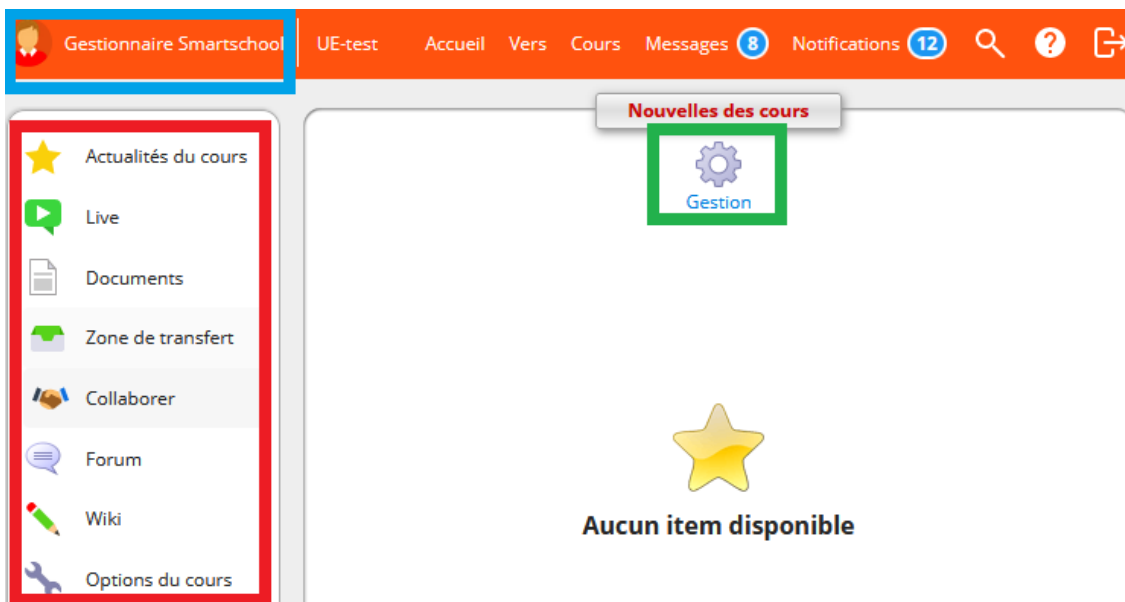 Gestionnaire Smartschool UE-test Accueil Vers Cours Messages 8 Notifications 12 ?
Nouvelles des cours
Gestion
Actualités du cours
Live
Documents
Zone de transfert
Collaborer
Forum
Wiki
Options du cours
Aucun item disponible